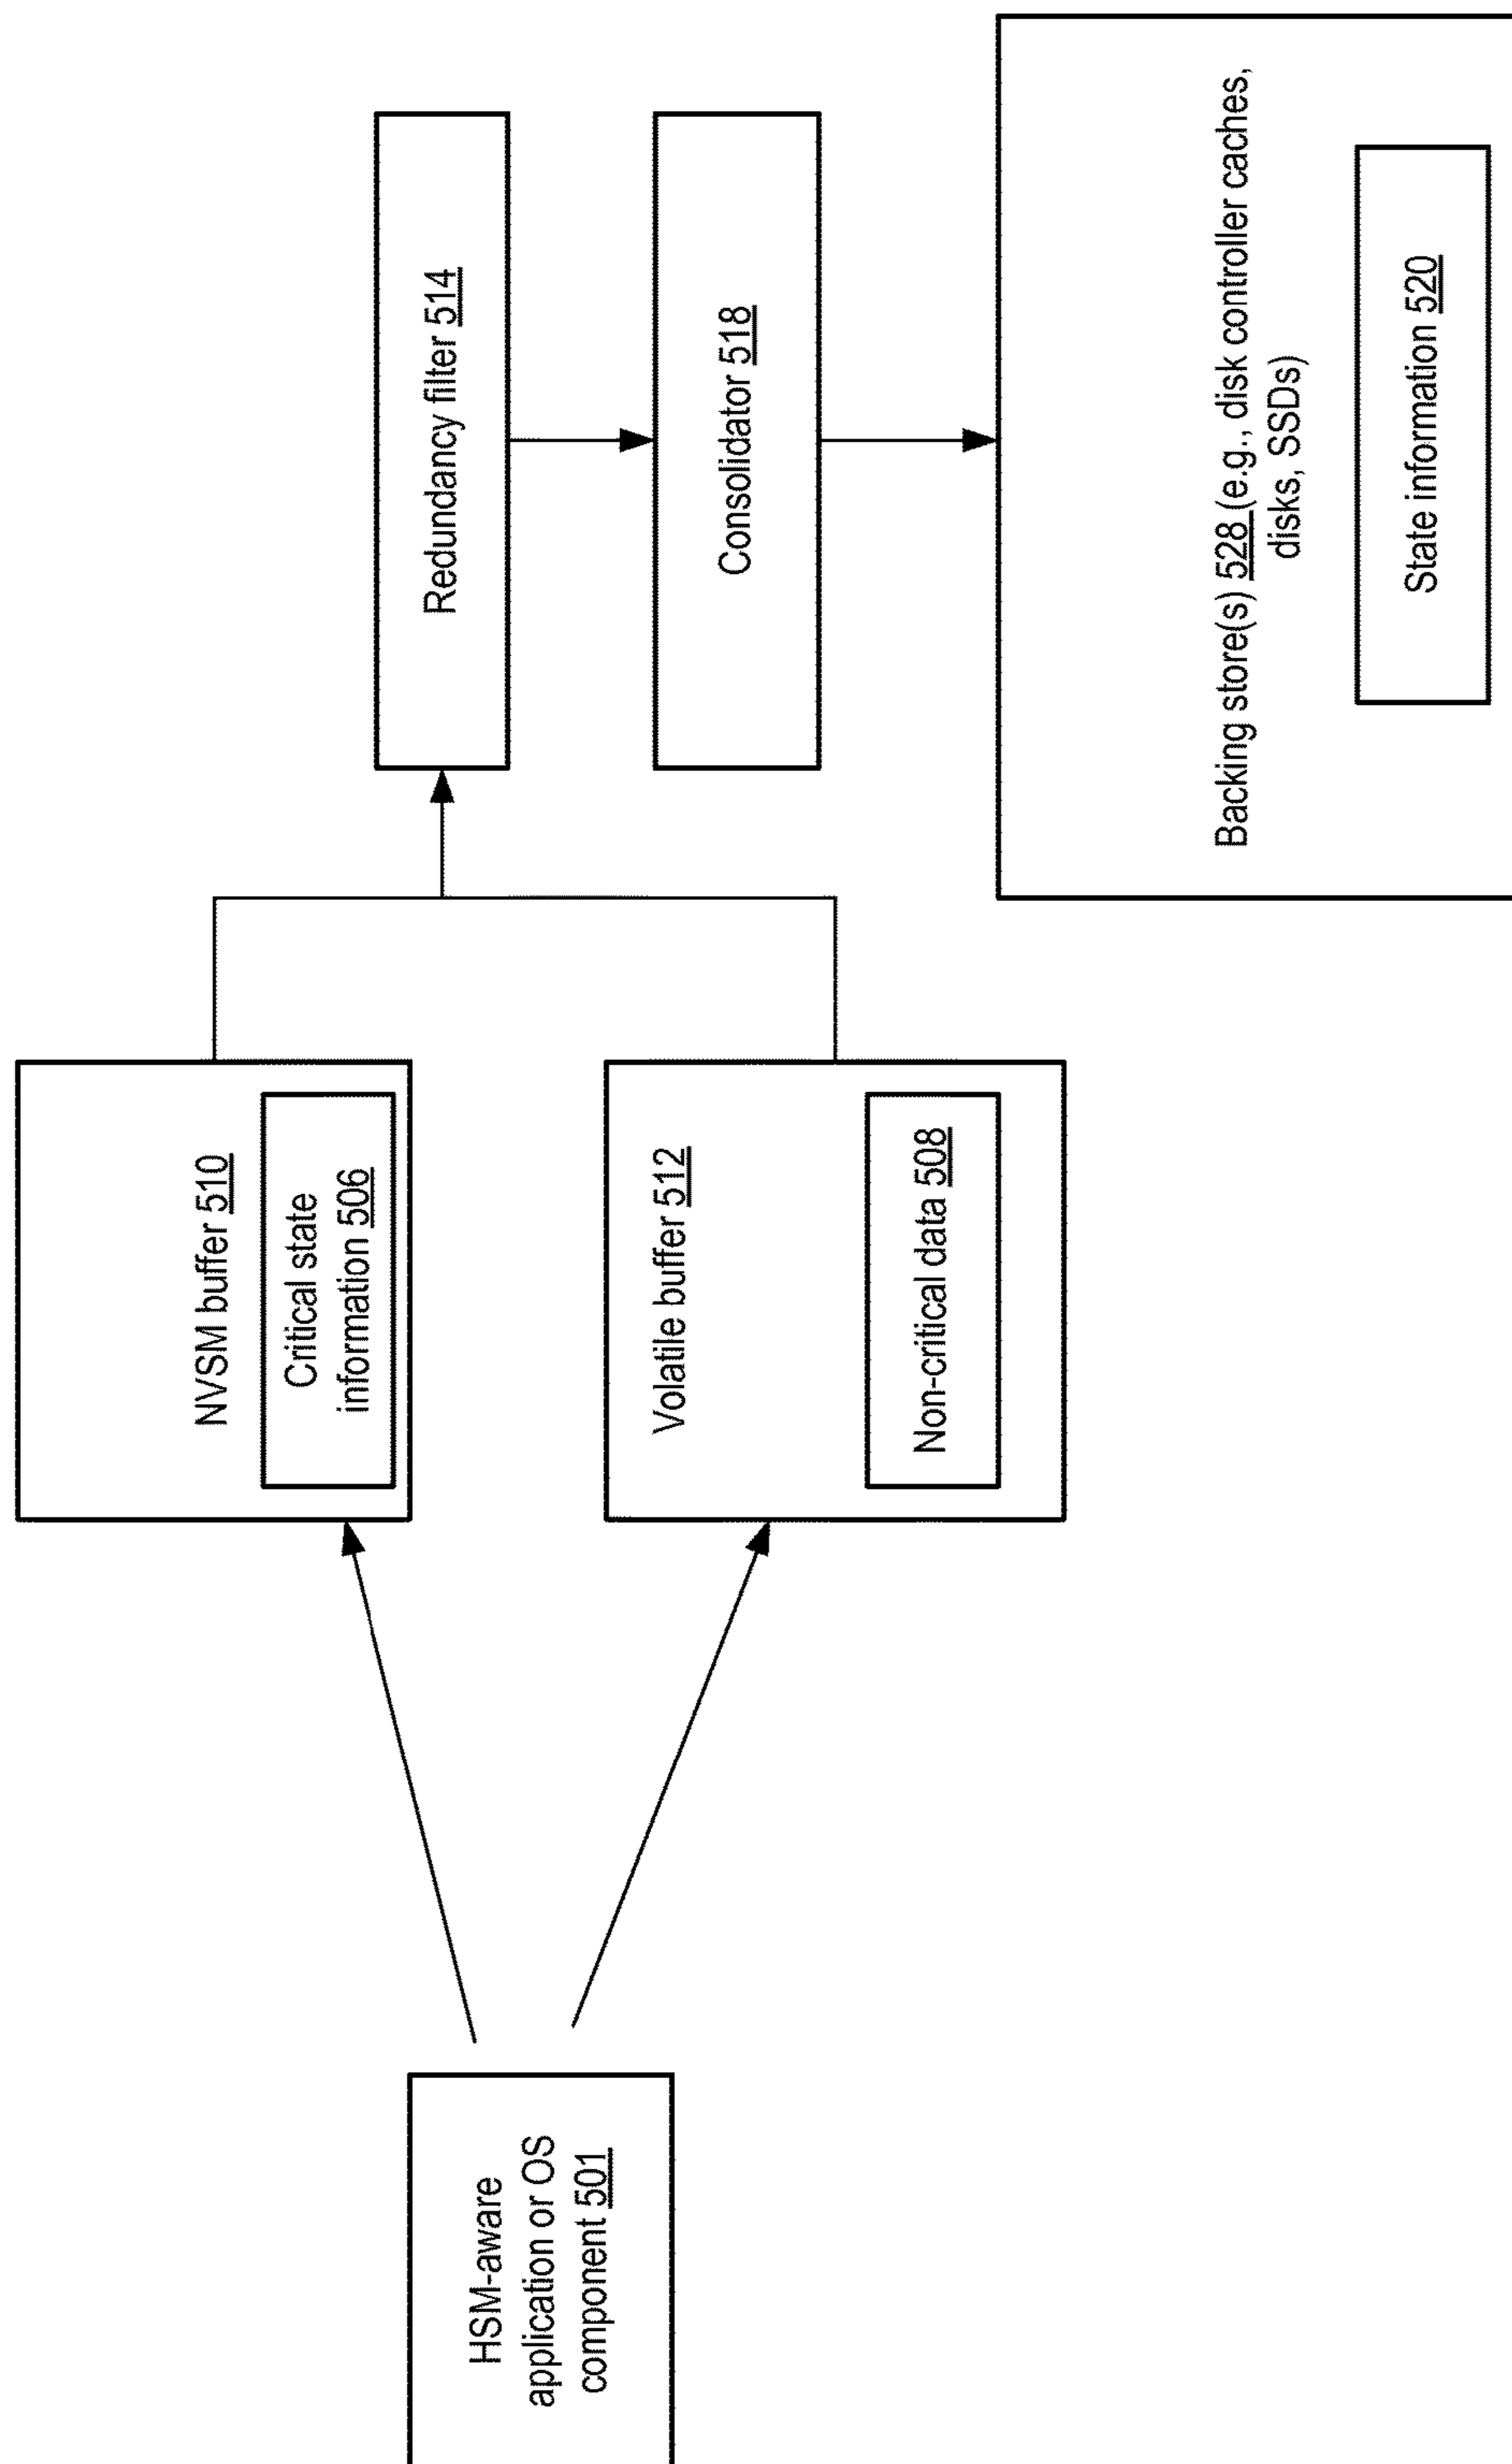 HSM-aware
application or OS
component 501
NVSM buffer 510
Critical state
information 506
Volatile buffer 512
Non-critical data 508
Redundancy filter 514
Consolidator 518
Backing store(s) 528 (e.g., disk controller caches,
disks, SSDs)
State information 520